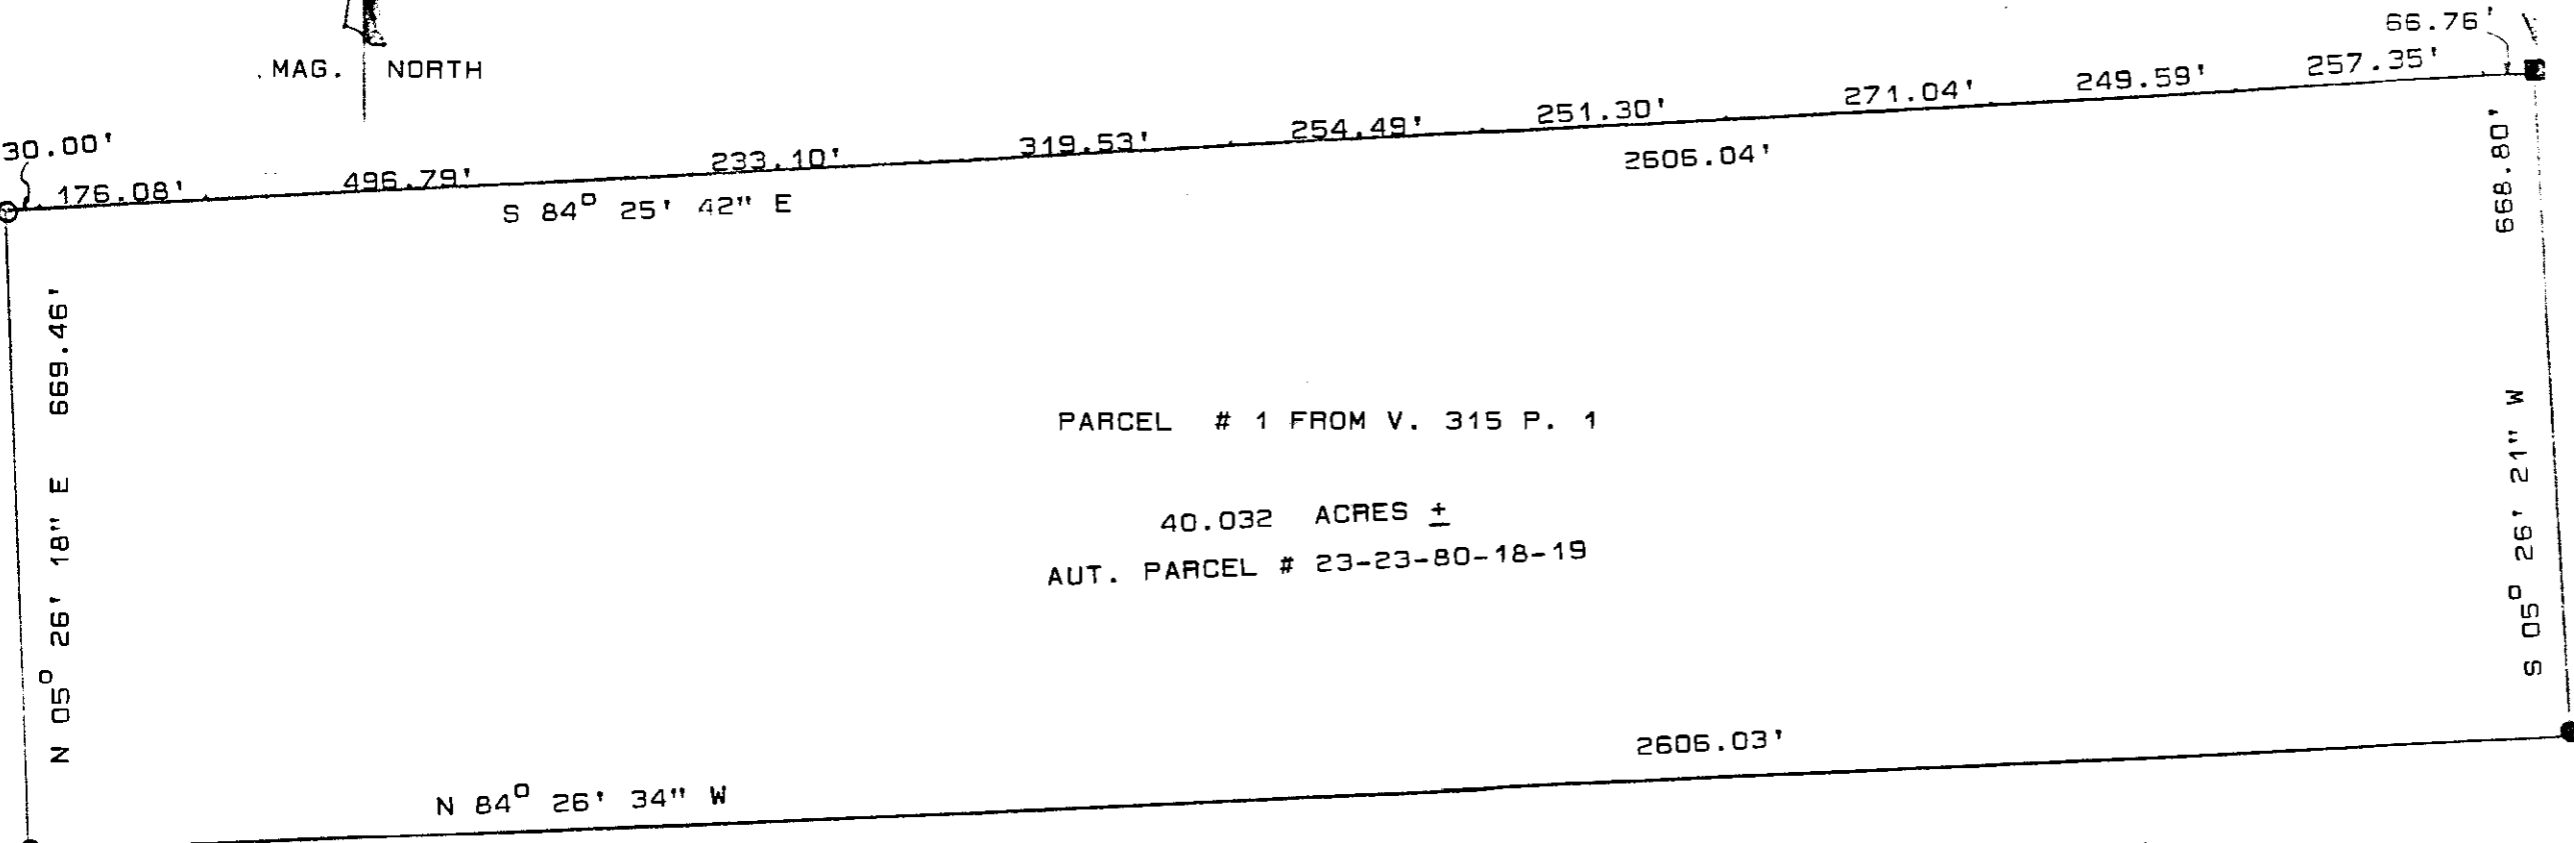 MAG. NORTH
66.76'
30.00'
176.08'
496.79'
233.10'
319.53'
254.49'
251.30'
271.04'
249.59'
257.35'
S 84° 25' 42" E
2606.04'
668.80'
S 05° 26' 21" W
N 05° 26' 18" E 669.46'
PARCEL # 1 FROM V. 315 P. 1
40.032 ACRES ±
AUT. PARCEL # 23-23-80-18-19
2606.03'
N 84° 26' 34" W